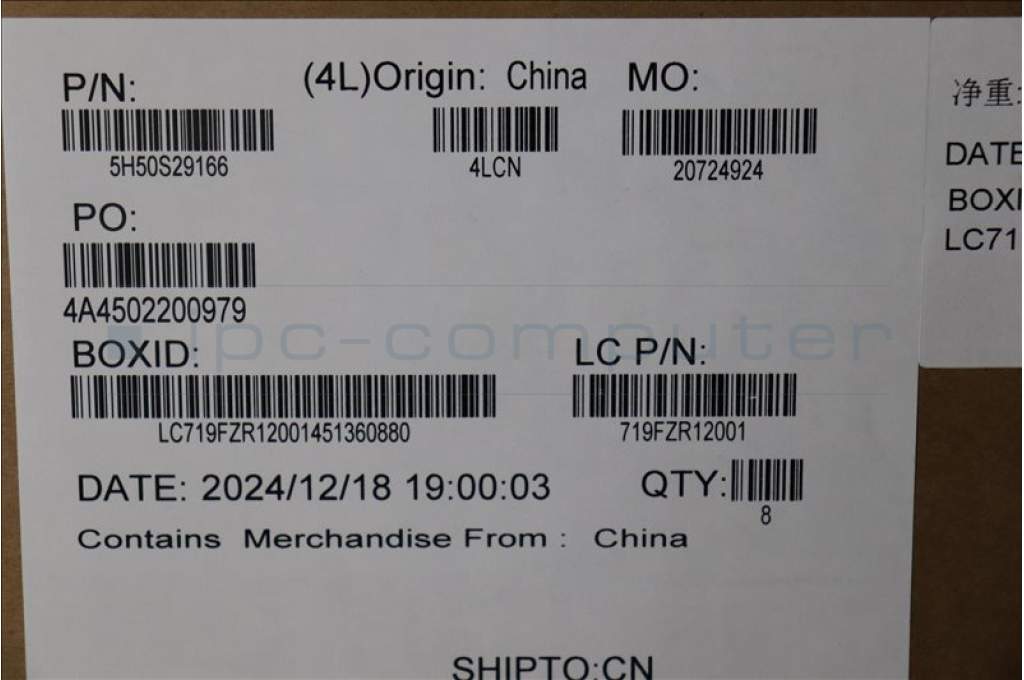 P/N: (4L)Origin: China MO:
5H50S29166 4LCN 20724924
PO:
4A4502200979
ipc-computer
BOXID: LC P/N:
LC719FZR12001451360880 719FZR12001
DATE: 2024/12/18 19:00:03 QTY:
8
Contains Merchandise From : China
SHIPTO:CN
净重:
DATE
BOXI
LC71